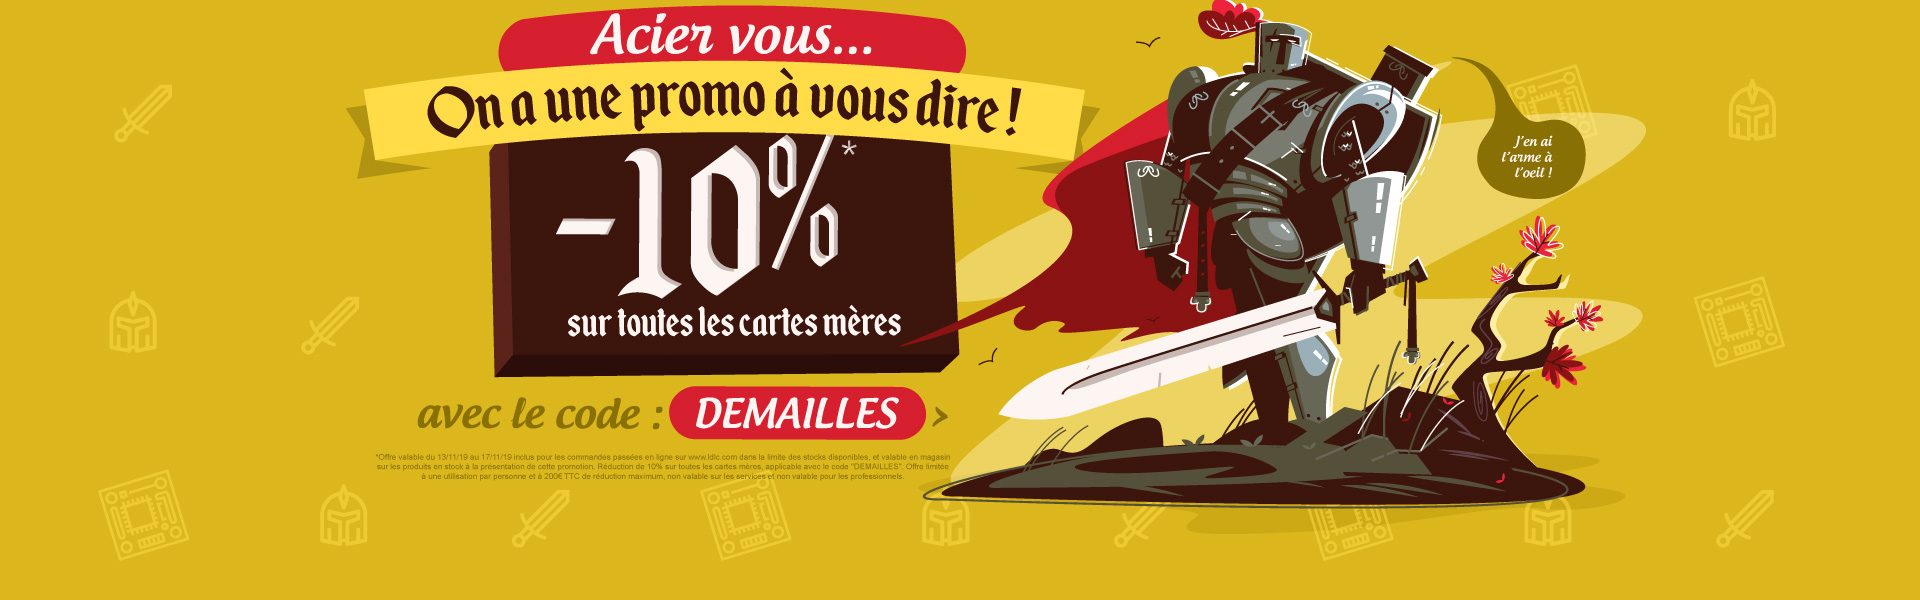 Acier vous...
On a une promo à vous dire !
-10%*
sur toutes les cartes mères
avec le code : DEMAILLES >
*Offre valable du 13/11/19 au 17/11/19 inclus pour les commandes passées en ligne sur www.ldlc.com dans la limite des stocks disponibles, et valable en magasin
sur les produits en stock à la présentation de cette promotion. Réduction de 10% sur toutes les cartes mères, applicable avec le code "DEMAILLES". Offre limitée
à une utilisation par personne et à 200€ TTC de réduction maximum, non valable sur les services et non valable pour les professionnels.
J'en ai
l'arme à
l'oeil !